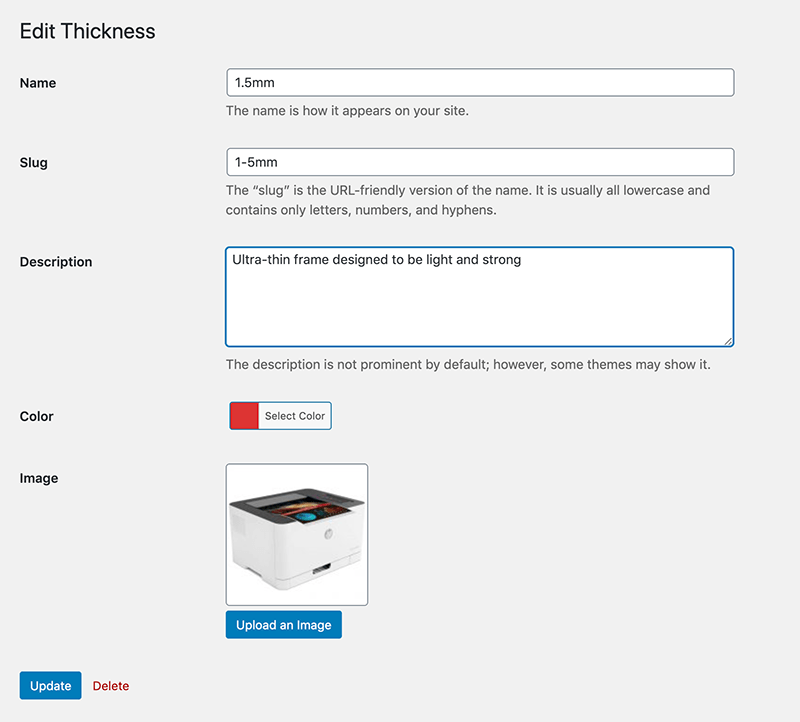 Edit Thickness
Name
1.5mm
The name is how it appears on your site.
Slug
1-5mm
The “slug” is the URL-friendly version of the name. It is usually all lowercase and
contains only letters, numbers, and hyphens.
Description
Ultra-thin frame designed to be light and strong
The description is not prominent by default; however, some themes may show it.
Color
Select Color
Image
Upload an Image
Update Delete